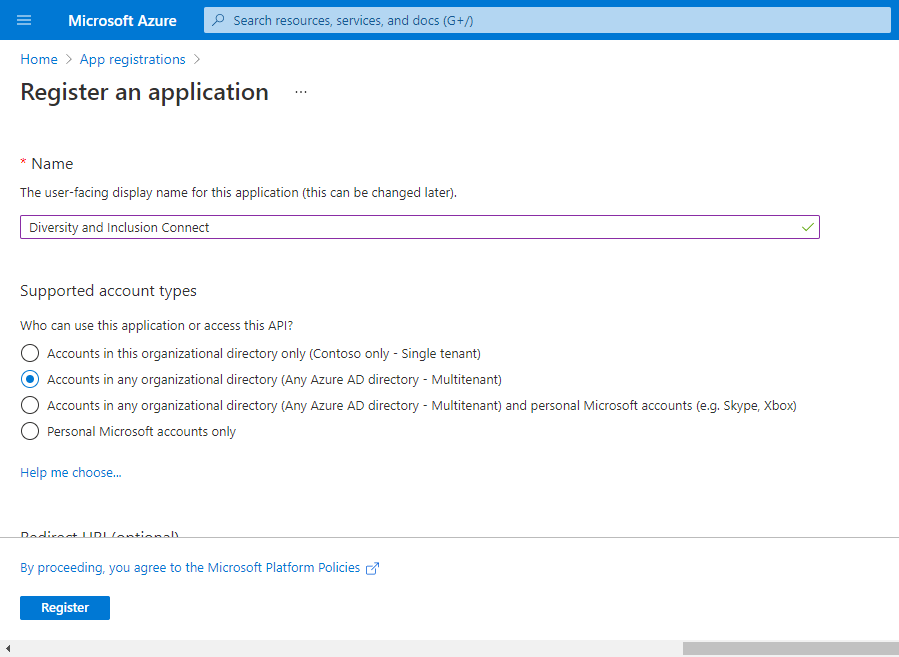 Microsoft Azure
Search resources, services, and docs (G+/)
Home > App registrations >
Register an application ...
* Name
The user-facing display name for this application (this can be changed later).
Diversity and Inclusion Connect
Supported account types
Who can use this application or access this API?
Accounts in this organizational directory only (Contoso only - Single tenant)
Accounts in any organizational directory (Any Azure AD directory - Multitenant)
Accounts in any organizational directory (Any Azure AD directory - Multitenant) and personal Microsoft accounts (e.g. Skype, Xbox)
Personal Microsoft accounts only
Help me choose...
Redirect URI (optional)
By proceeding, you agree to the Microsoft Platform Policies
Register